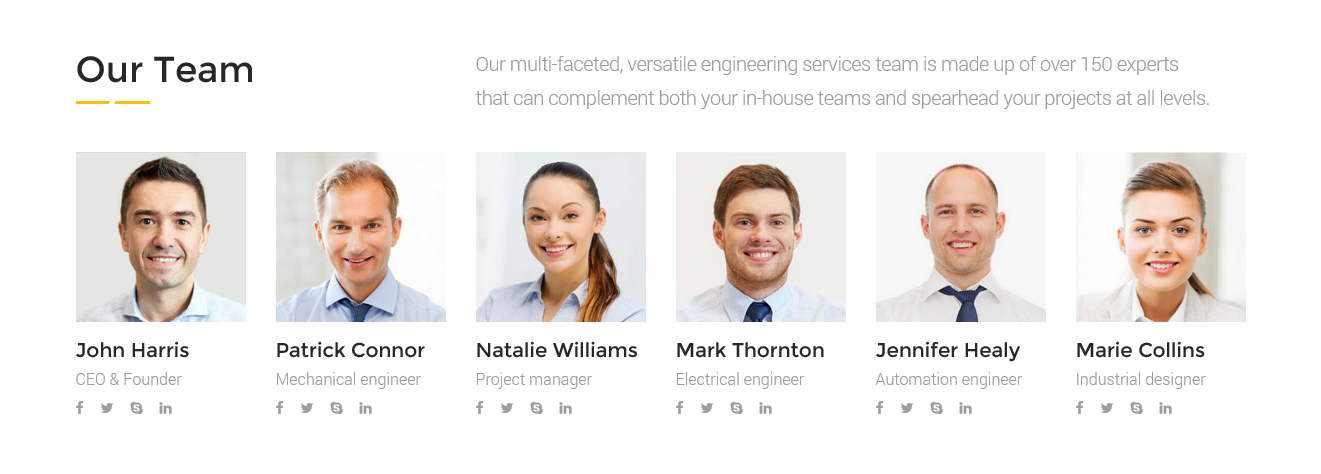 Our Team
Our multi-faceted, versatile engineering services team is made up of over 150 experts
that can complement both your in-house teams and spearhead your projects at all levels.
John Harris
CEO & Founder
Patrick Connor
Mechanical engineer
Natalie Williams
Project manager
Mark Thornton
Electrical engineer
Jennifer Healy
Automation engineer
Marie Collins
Industrial designer